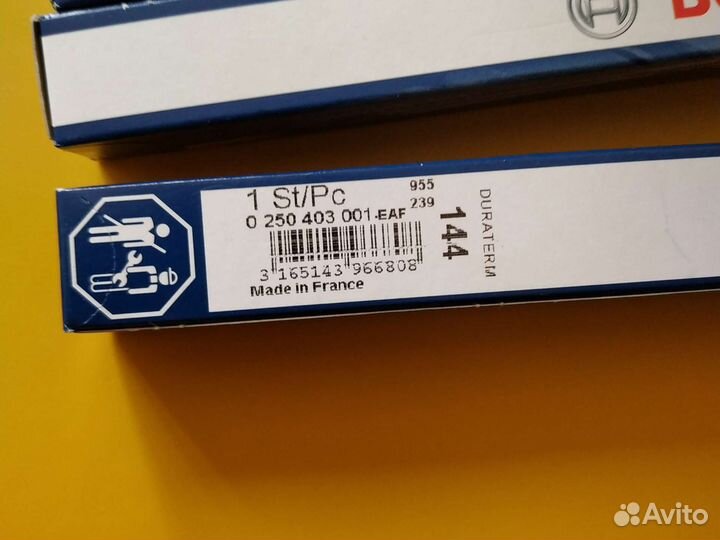 1 St/Pc
955
0 250 403 001-EAF
239
144
DURATERM
3 165143 966808
Made in France
Avito